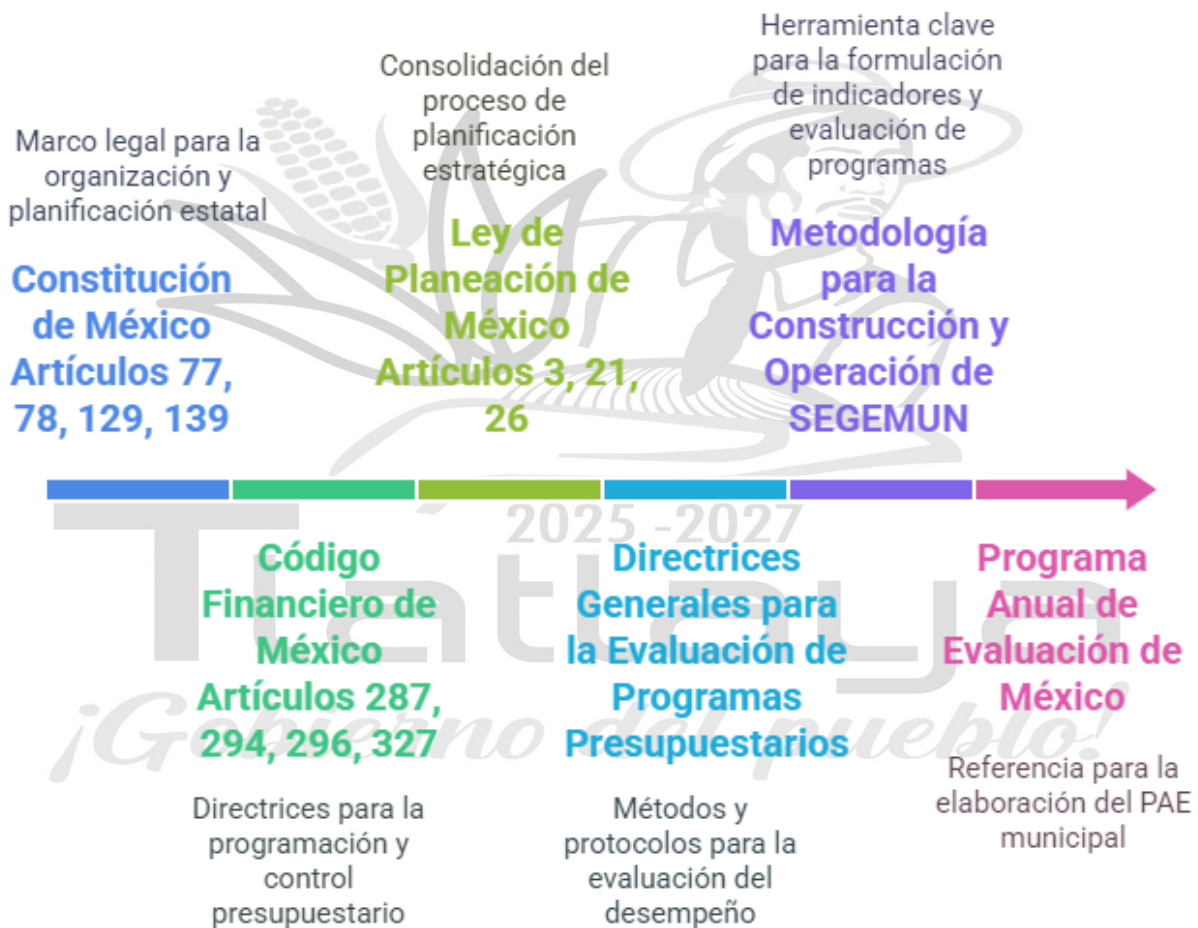 Marco legal para la
organización y
planificación estatal
Constitución
de México
Artículos 77,
78, 129, 139
Consolidación del
proceso de
planificación
estratégica
Ley de
Planeación de
México
Artículos 3, 21,
26
Herramienta clave
para la formulación
de indicadores y
evaluación de
programas
Metodología
para la
Construcción y
Operación de
SEGEMUN
2025 -2027
Tlatlaya
¡Gobierno del pueblo!
Código
Financiero de
México
Artículos 287,
294, 296, 327
Directrices para la
programación y
control
presupuestario
Directrices
Generales para
la Evaluación de
Programas
Presupuestarios
Métodos y
protocolos para la
evaluación del
desempeño
Programa
Anual de
Evaluación de
México
Referencia para la
elaboración del PAE
municipal